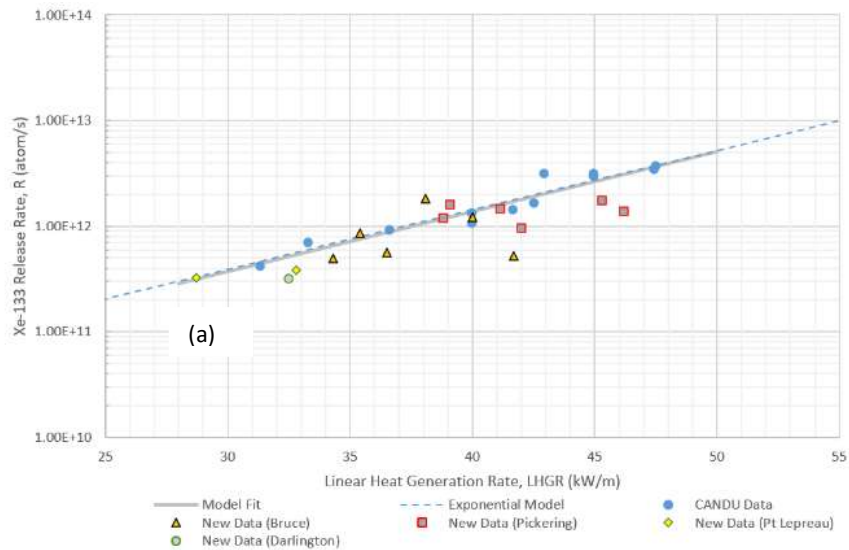 1.00E+14
1.00E+13
1.00E+12
1.00E+11
1.00E+10
Xe-133 Release Rate, R (atom/s)
(a)
25 30 35 40 45 50 55
Linear Heat Generation Rate, LHGR (kW/m)
Model Fit Exponential Model CANDU Data
New Data (Bruce) New Data (Pickering) New Data (Pt Lepreau)
New Data (Darlington)